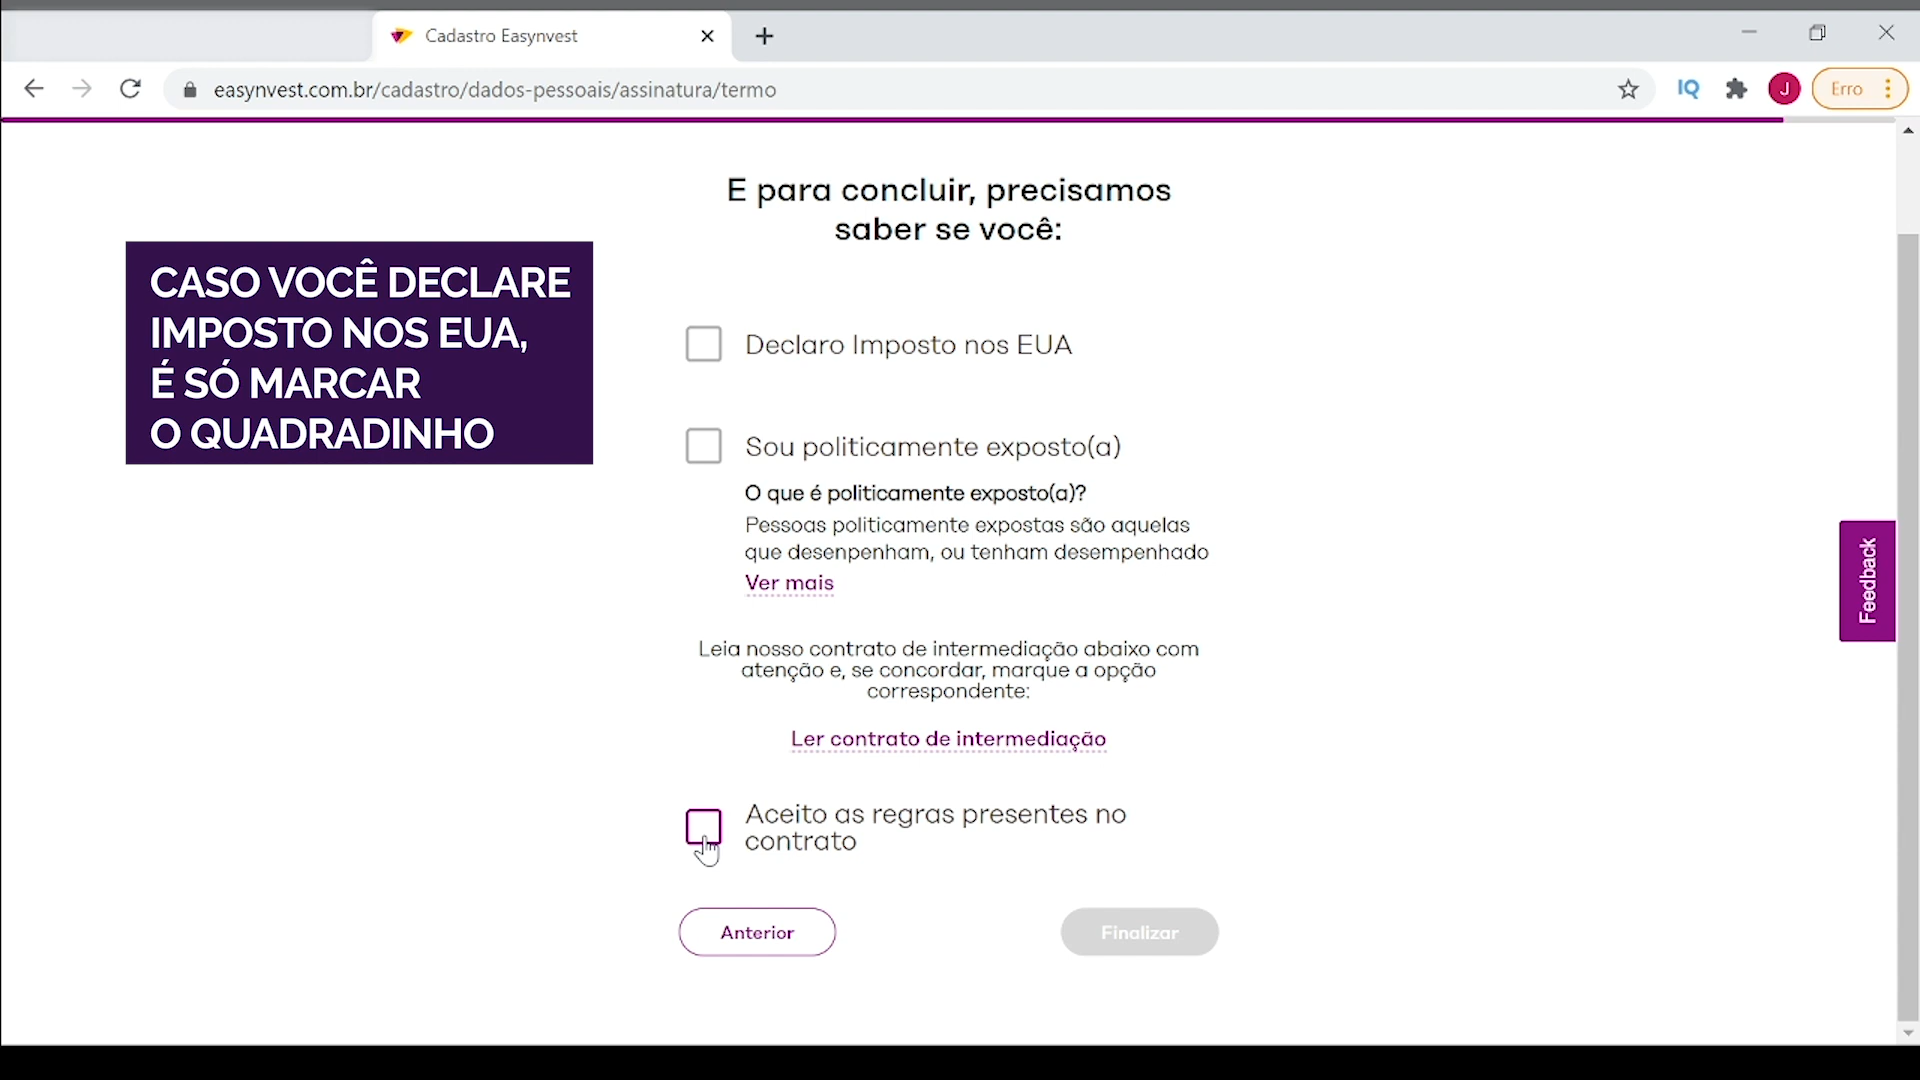 Cadastro Easynvest
easynvest.com.br/cadastro/dados-pessoais/assinatura/termo
IQ
J
Erro
E para concluir, precisamos
saber se você:
CASO VOCÊ DECLARE
IMPOSTO NOS EUA,
É SÓ MARCAR
O QUADRADINHO
Declaro Imposto nos EUA
Sou politicamente exposto(a)
O que é politicamente exposto(a)?
Pessoas politicamente expostas são aquelas
que desenpenham, ou tenham desempenhado
Ver mais
Feedback
Leia nosso contrato de intermediação abaixo com
atenção e, se concordar, marque a opção
correspondente:
Ler contrato de intermediação
Aceito as regras presentes no
contrato
Anterior
Finalizar